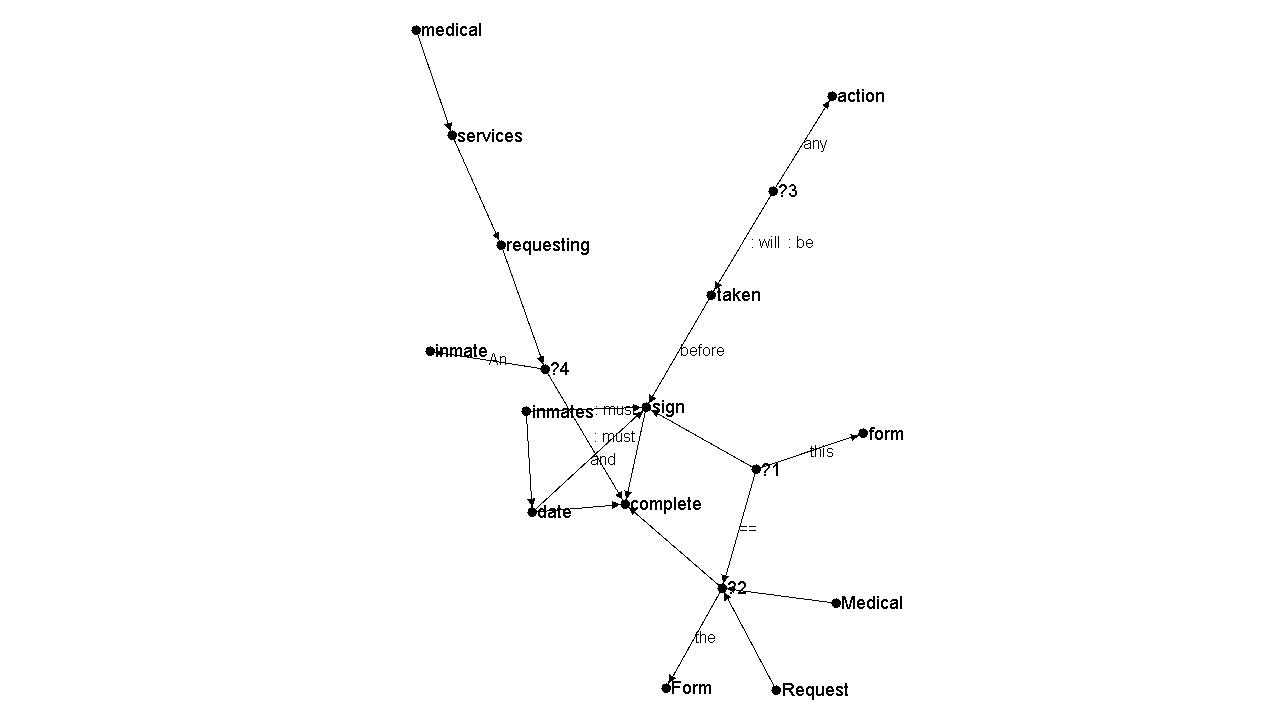 medical
action
services
any
?3
requesting
: will : be
taken
before
inmate
An
?4
inmates
: must
sign
: must
form
this
and
?1
complete
date
==
?2
Medical
the
Form
Request